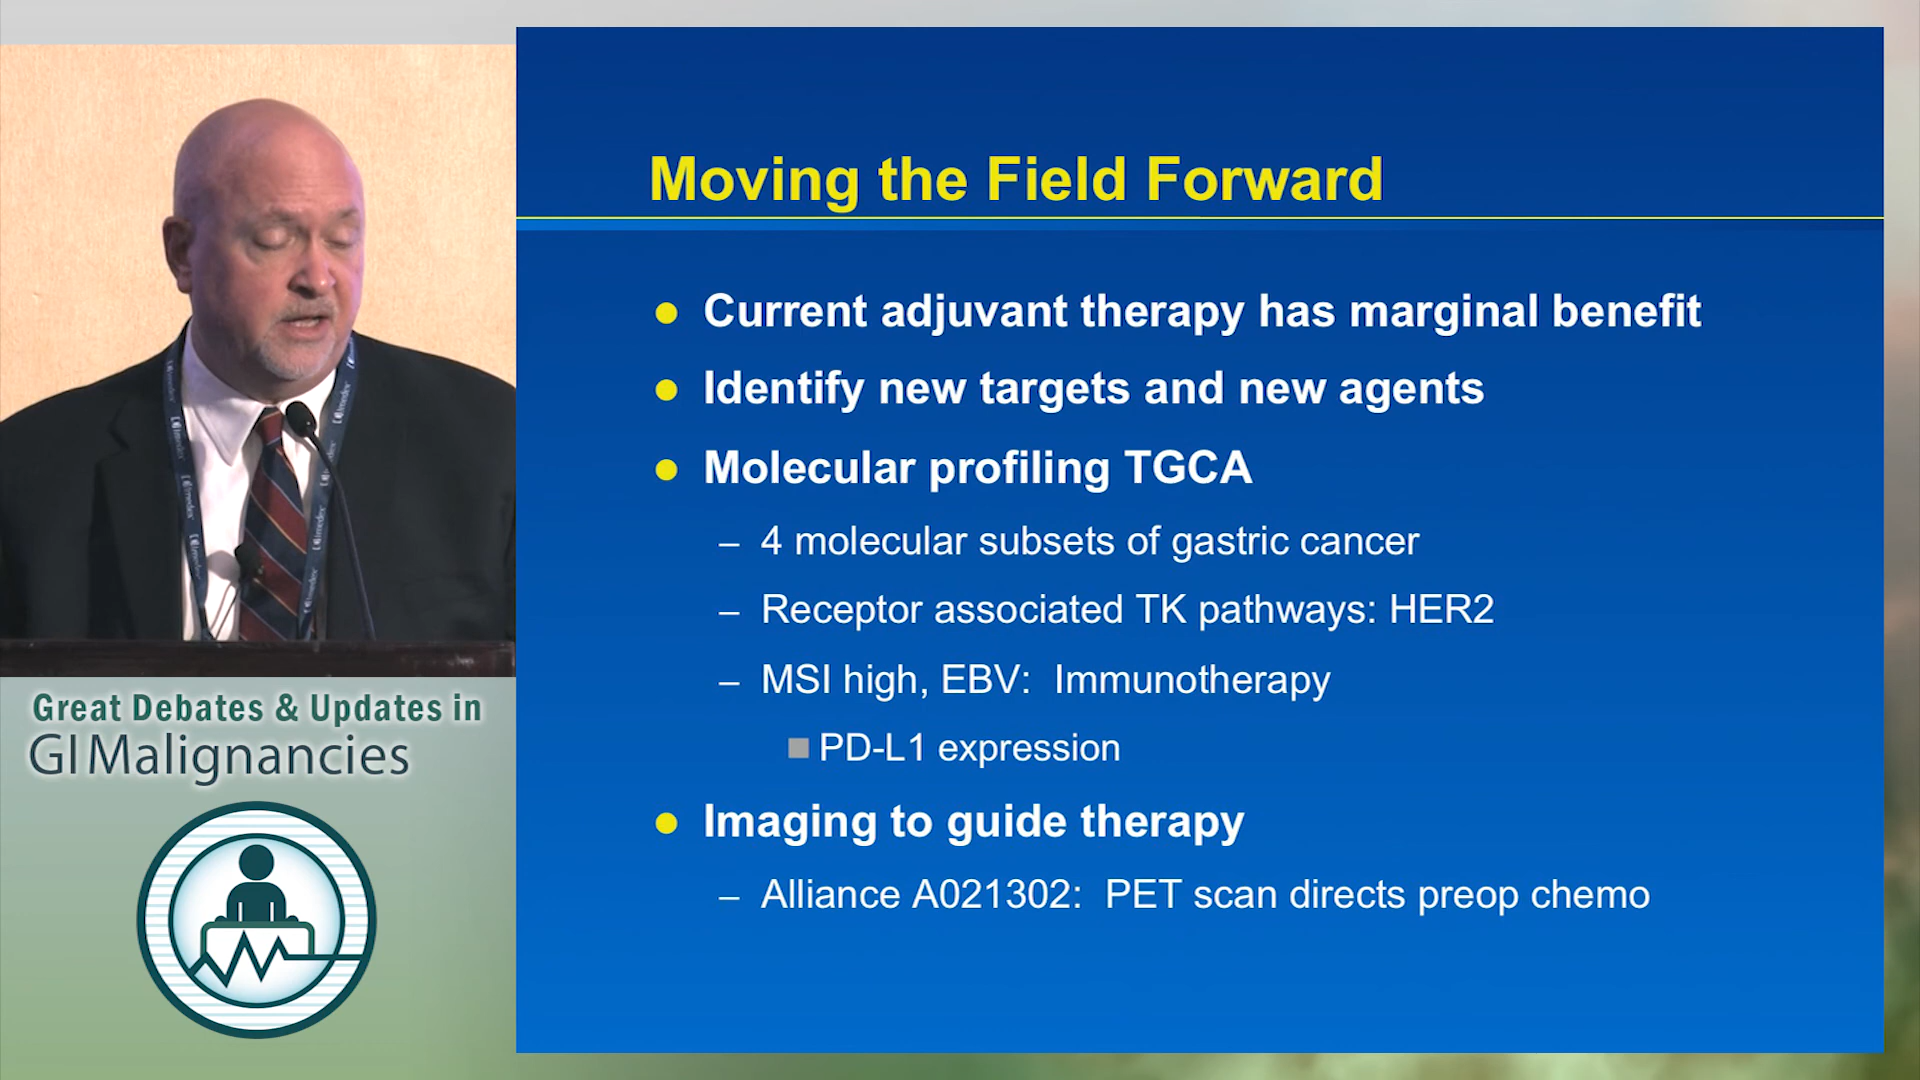 Moving the Field Forward
Current adjuvant therapy has marginal benefit
Identify new targets and new agents
Molecular profiling TGCA
– 4 molecular subsets of gastric cancer
– Receptor associated TK pathways: HER2
– MSI high, EBV: Immunotherapy
PD-L1 expression
Imaging to guide therapy
– Alliance A021302: PET scan directs preop chemo
Great Debates & Updates in
GI Malignancies
imedex